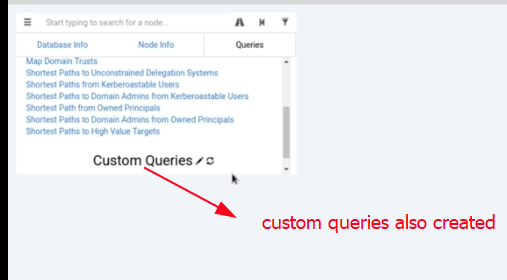 Start typing to search for a node...
Database Info Node Info Queries
Map Domain Trusts
Shortest Paths to Unconstrained Delegation Systems
Shortest Paths from Kerberoastable Users
Shortest Paths to Domain Admins from Kerberoastable Users
Shortest Path from Owned Principals
Shortest Paths to Domain Admins from Owned Principals
Shortest Paths to High Value Targets
Custom Queries
custom queries also created